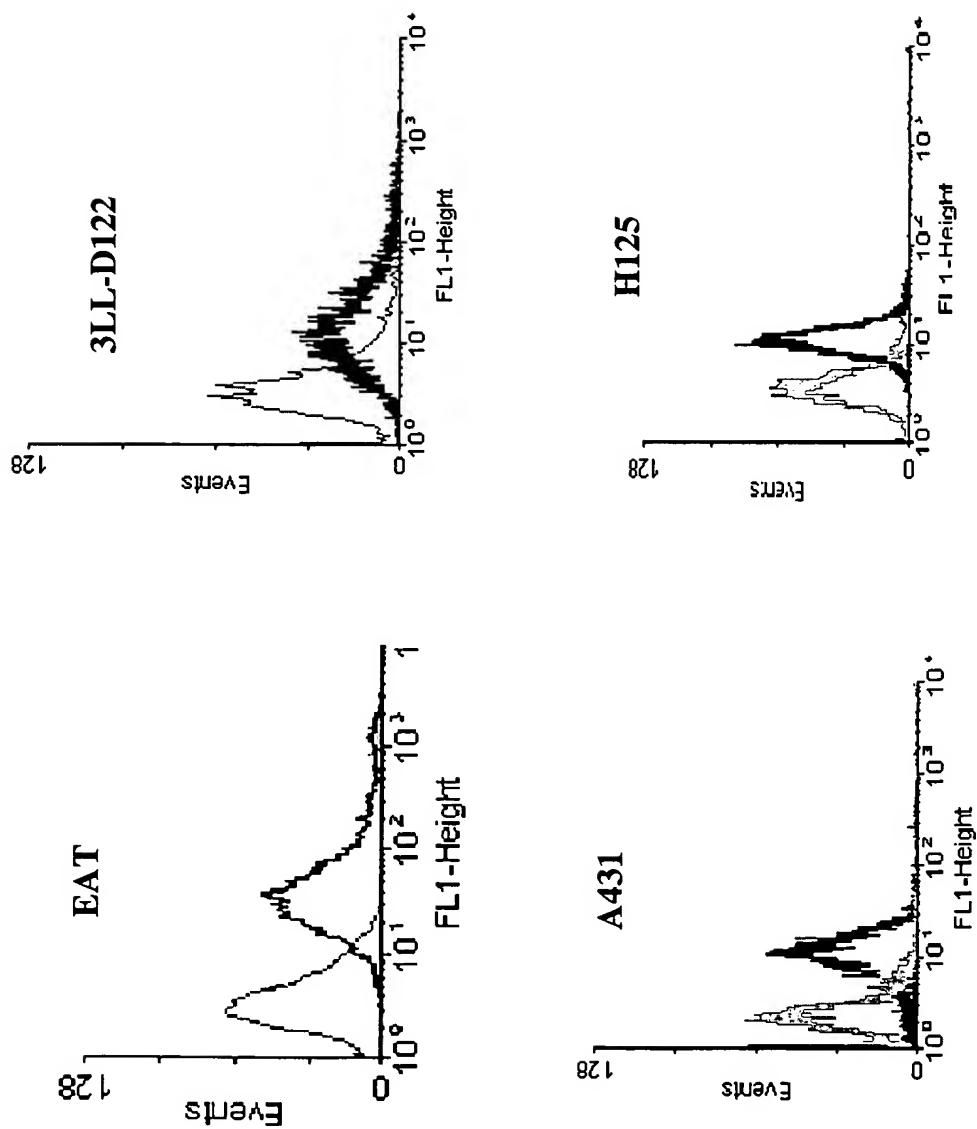 EAT
128
Events
0
10⁰ 10¹ 10² 10³ 1
FL1-Height
3LL-D122
128
Events
0
10⁰ 10¹ 10² 10³ 10⁴
FL1-Height
A431
128
Events
0
10⁰ 10¹ 10² 10³ 10⁴
FL1-Height
H125
128
Events
0
10⁰ 10¹ 10² 10³ 10⁴
FL1-Height